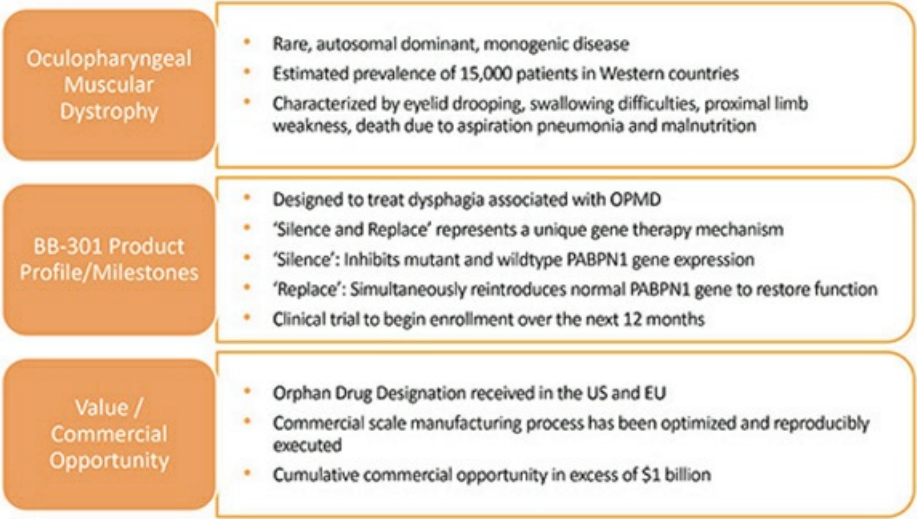 Oculopharyngeal
Muscular
Dystrophy
• Rare, autosomal dominant, monogenic disease
• Estimated prevalence of 15,000 patients in Western countries
• Characterized by eyelid drooping, swallowing difficulties, proximal limb
weakness, death due to aspiration pneumonia and malnutrition
BB-301 Product
Profile/Milestones
• Designed to treat dysphagia associated with OPMD
• ‘Silence and Replace’ represents a unique gene therapy mechanism
• ‘Silence’: Inhibits mutant and wildtype PABPN1 gene expression
• ‘Replace’: Simultaneously reintroduces normal PABPN1 gene to restore function
• Clinical trial to begin enrollment over the next 12 months
Value /
Commercial
Opportunity
• Orphan Drug Designation received in the US and EU
• Commercial scale manufacturing process has been optimized and reproducibly
executed
• Cumulative commercial opportunity in excess of $1 billion